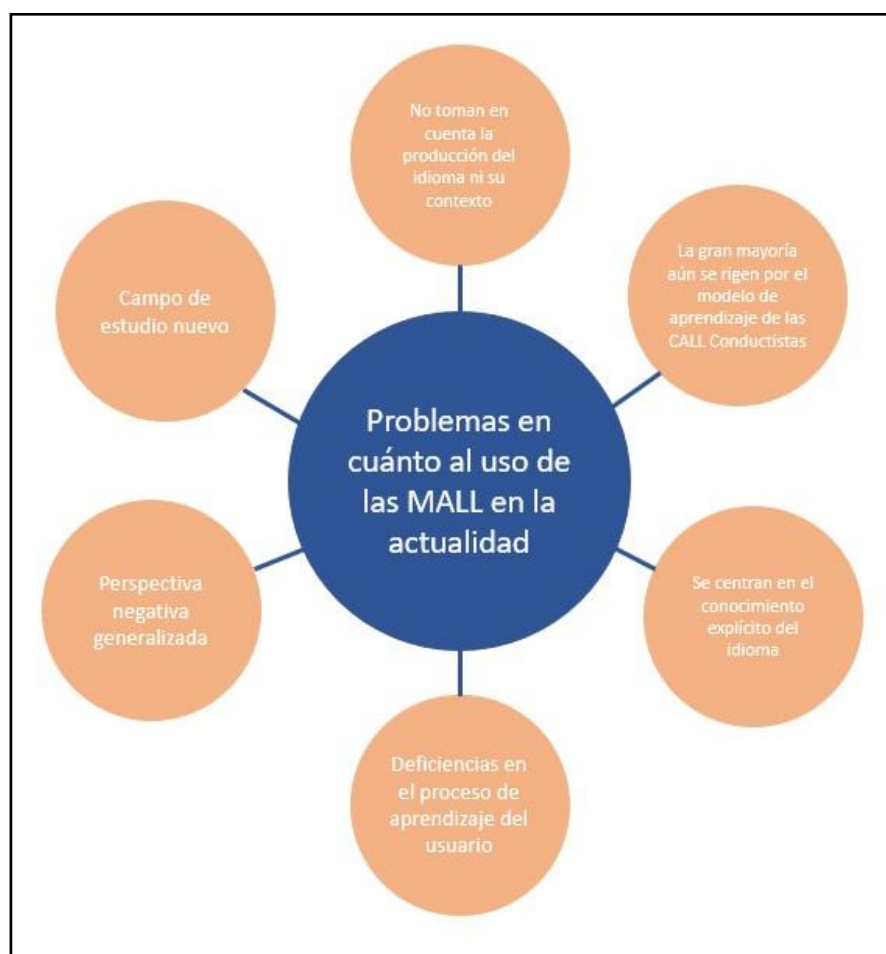 No toman en
cuenta la
producción del
idioma ni su
contexto
La gran mayoría
aún se rigen por el
modelo de
aprendizaje de las
CALL Conductistas
Campo de
estudio nuevo
Problemas en
cuánto al uso de
las MALL en la
actualidad
Perspectiva
negativa
generalizada
Se centran en el
conocimiento
explícito del
idioma
Deficiencias en
el proceso de
aprendizaje del
usuario